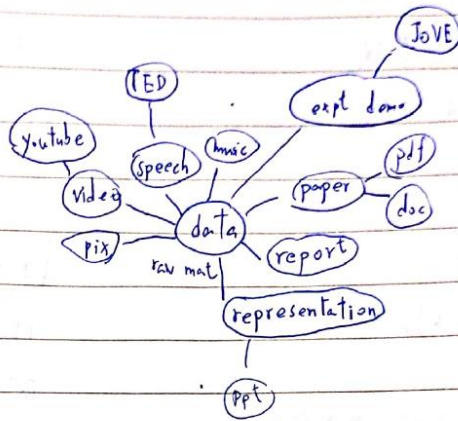 JoVE
TED
expt demo
youtube
speech
music
pdf
video
paper
doc
data
pix
report
raw mat
representation
ppt